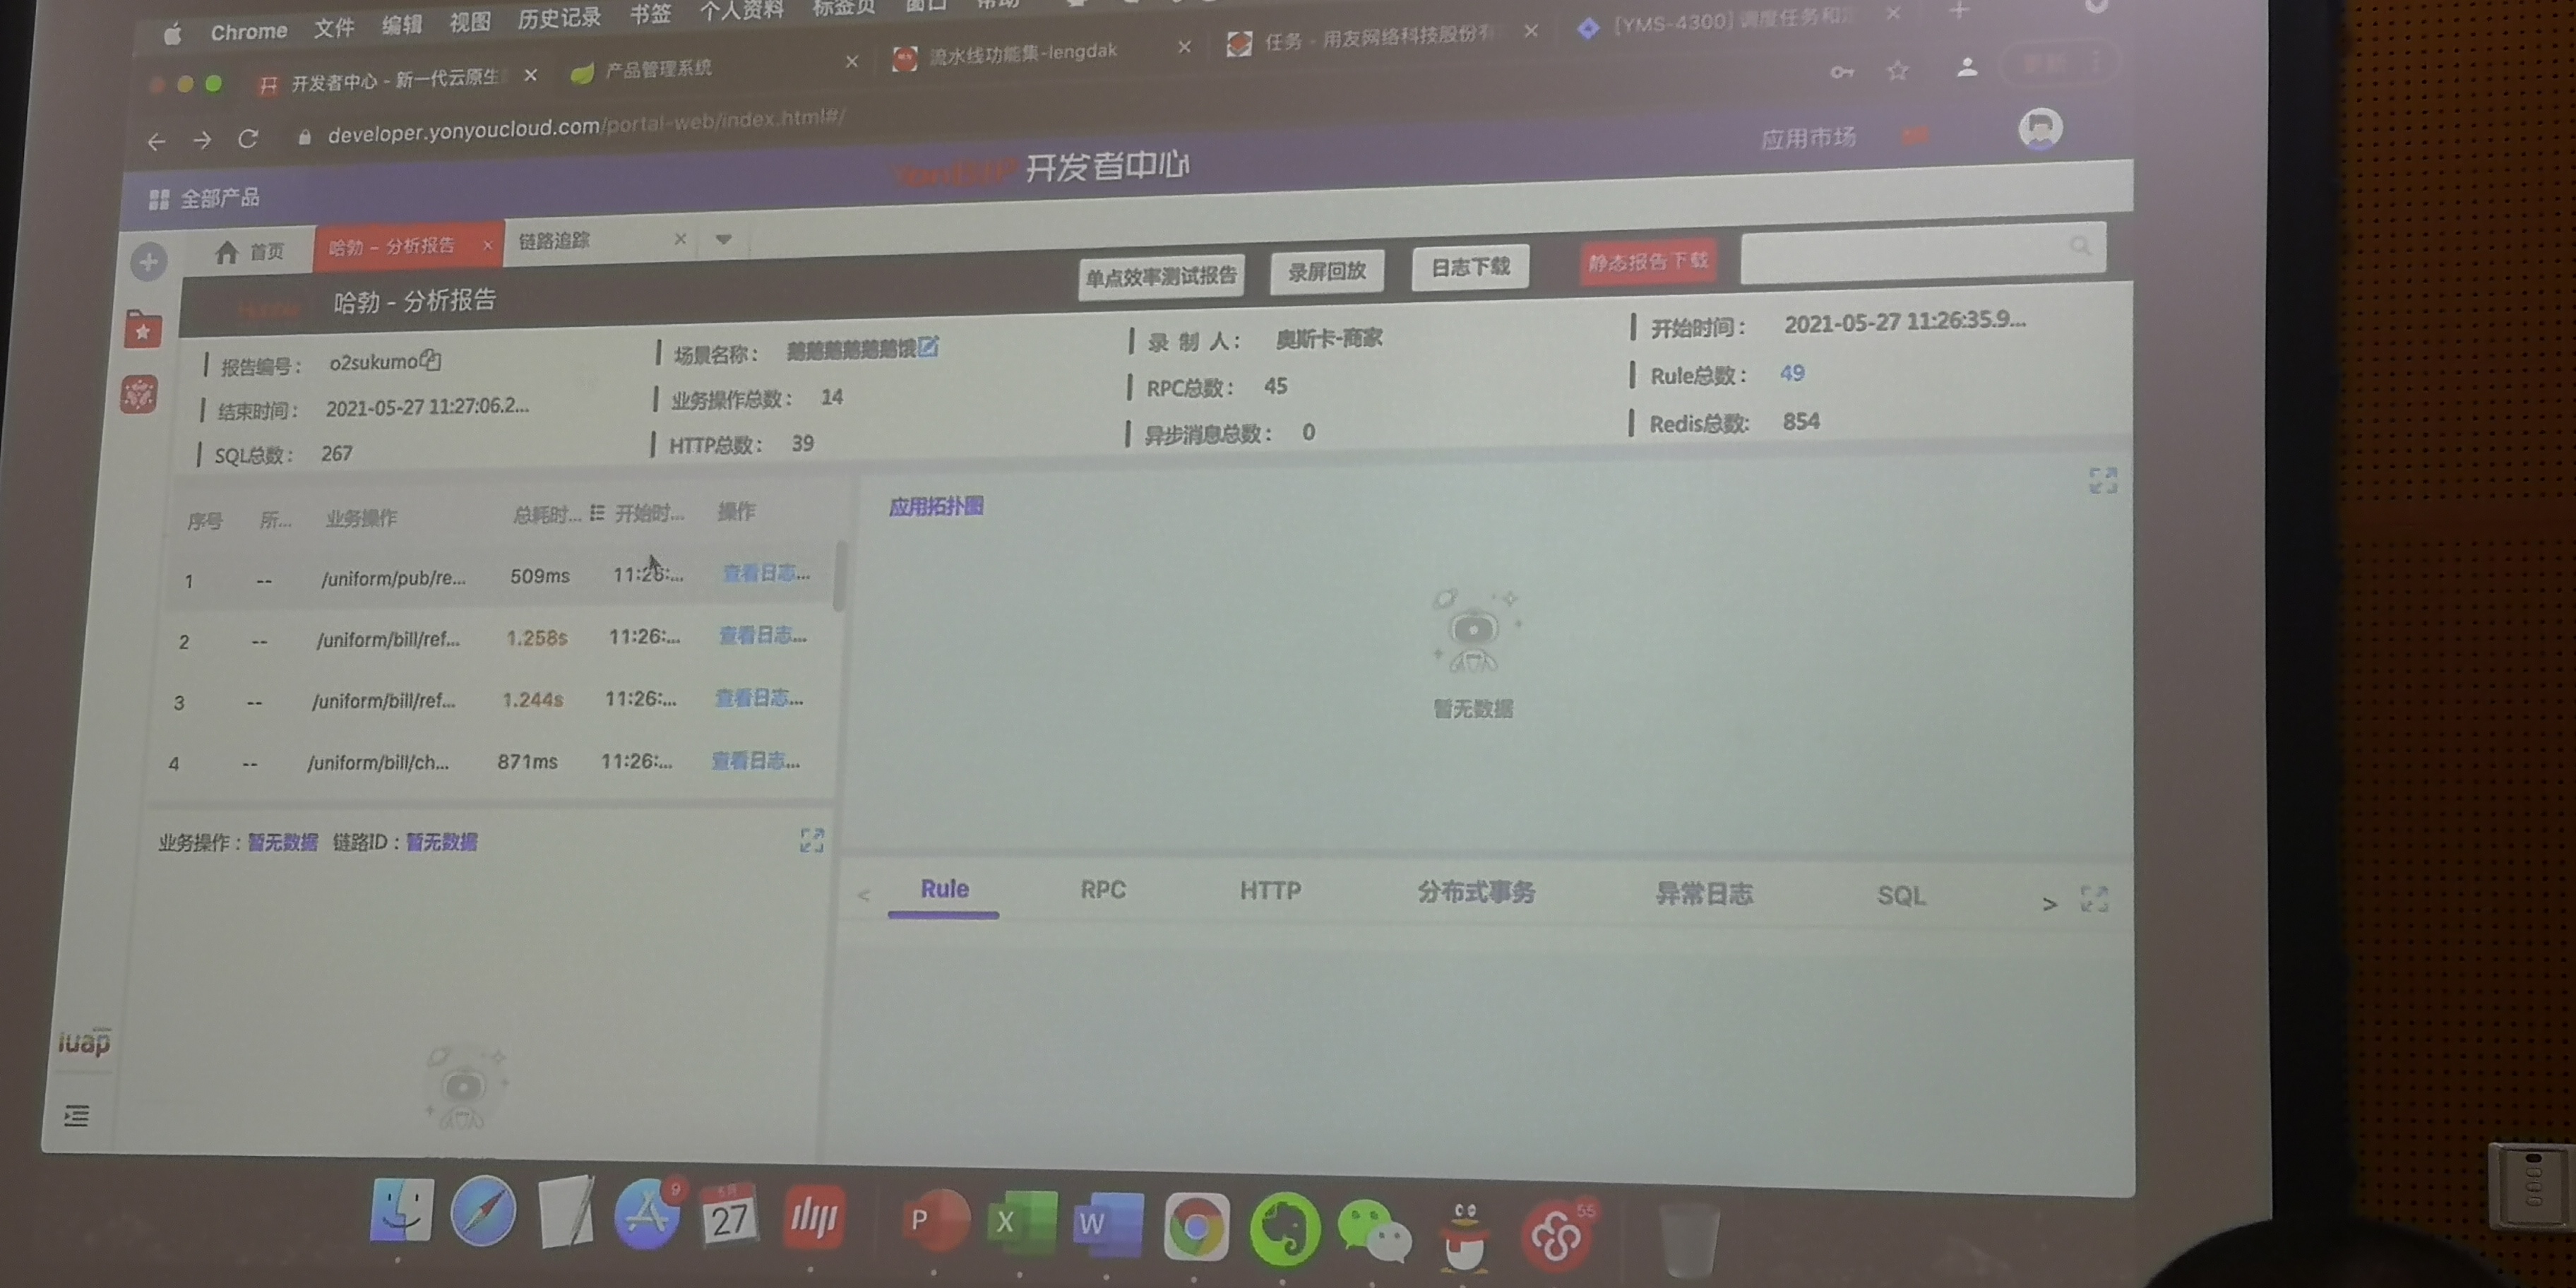 Chrome 文件 编辑 视图 历史记录 书签 个人资料 标签页 窗口 帮助
开发者中心 - 新一代云原生
产品管理系统
流水线功能集-lengdak
任务 - 用友网络科技股份有
[YMS-4300] 调度任务和
developer.yonyoucloud.com/portal-web/index.html#/
全部产品
开发者中心
应用市场
首页
哈勃 - 分析报告
链路追踪
哈勃 - 分析报告
单点效率测试报告
录屏回放
日志下载
静态报告下载
报告编号: o2sukumo
场景名称: 鹅鹅鹅鹅鹅鹅饿
录 制 人: 奥斯卡-商家
开始时间: 2021-05-27 11:26:35.9...
结束时间: 2021-05-27 11:27:06.2...
业务操作总数: 14
RPC总数: 45
Rule总数: 49
SQL总数: 267
HTTP总数: 39
异步消息总数: 0
Redis总数: 854
序号 所... 业务操作 总耗时... 开始时... 操作
1 -- /uniform/pub/re... 509ms 11:26:... 查看日志...
2 -- /uniform/bill/ref... 1.258s 11:26:... 查看日志...
3 -- /uniform/bill/ref... 1.244s 11:26:... 查看日志...
4 -- /uniform/bill/ch... 871ms 11:26:... 查看日志...
应用拓扑图
暂无数据
业务操作:暂无数据 链路ID:暂无数据
Rule RPC HTTP 分布式事务 异常日志 SQL
iuap
9
5月
27
P
X
W
55